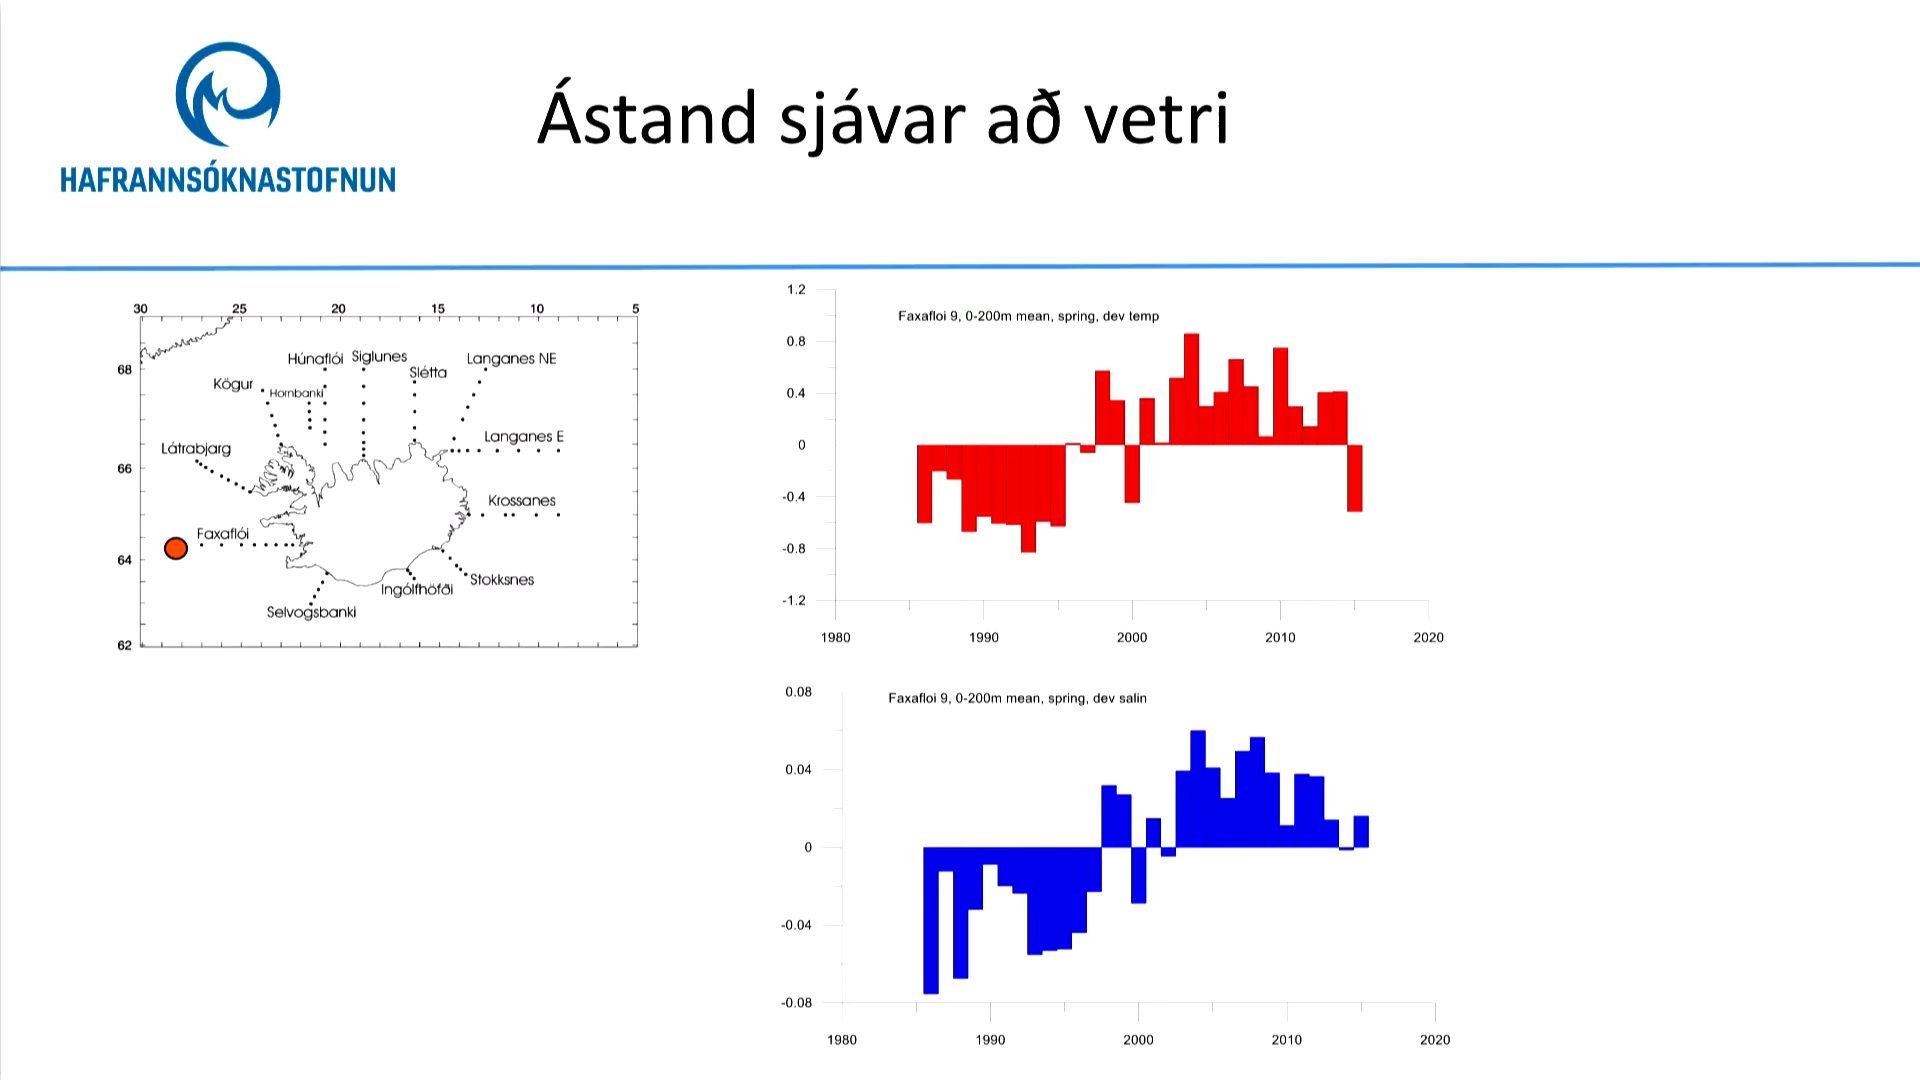 HAFRANNSÓKNASTOFNUN
Ástand sjávar að vetri
30 25 20 15 10 5
68
66
64
62
Húnaflói
Siglunes
Langanes NE
Slétta
Kögur
Hornbanki
Langanes E
Látrabjarg
Krossanes
Faxaflói
Stokksnes
Ingólfhöfði
Selvogsbanki
Faxafloi 9, 0-200m mean, spring, dev temp
1.2
0.8
0.4
0
-0.4
-0.8
-1.2
1980 1990 2000 2010 2020
Faxafloi 9, 0-200m mean, spring, dev salin
0.08
0.04
0
-0.04
-0.08
1980 1990 2000 2010 2020